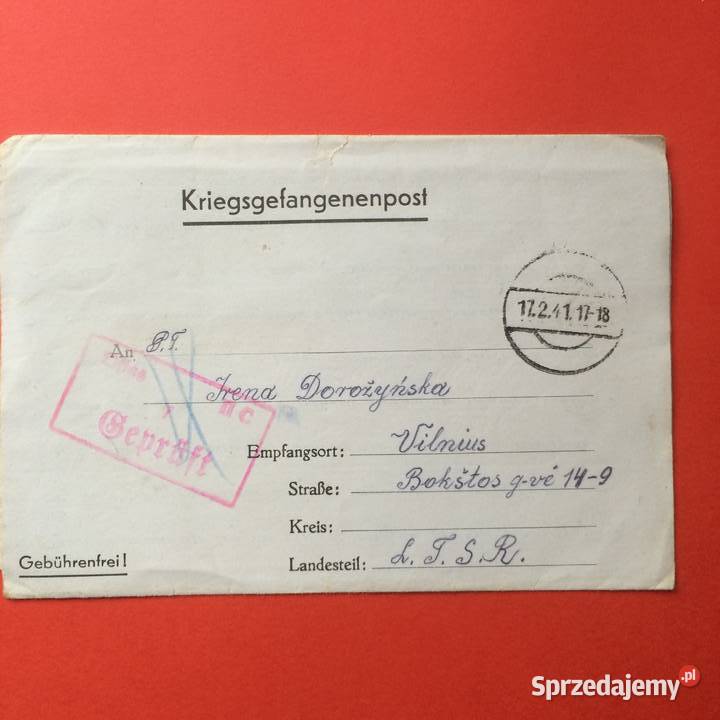 Kriegsgefangenenpost
17.2.41.17-18
An P.T.
Irena Dorożyńska
II C
Geprüft
Empfangsort: Vilnius
Straße: Bokštos g-vė 14-9
Kreis:
Landesteil: L.T.S.R.
Gebührenfrei!
Sprzedajemy.pl